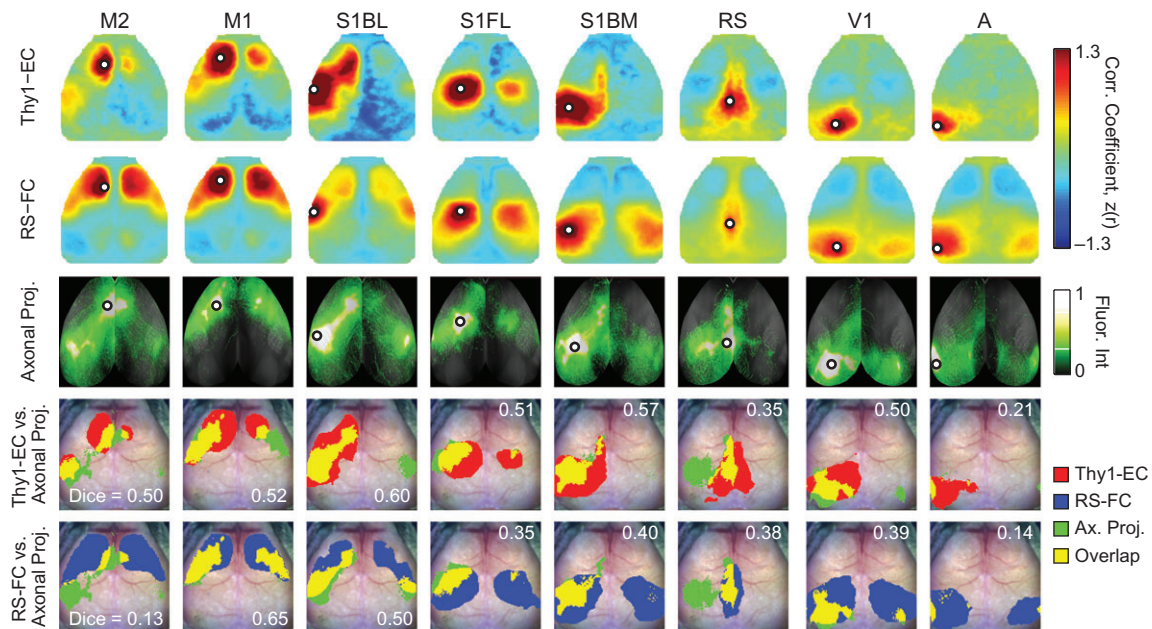 M2 M1 S1BL S1FL S1BM RS V1 A
Thy1−EC
1.3
Corr. Coefficient, z(r)
−1.3
RS−FC
Axonal Proj.
1
Fluor. Int
0
Thy1-EC vs.
Axonal Proj.
0.51 0.57 0.35 0.50 0.21
Dice = 0.50 0.52 0.60
Thy1-EC
RS-FC
Ax. Proj.
Overlap
RS-FC vs.
Axonal Proj.
0.35 0.40 0.38 0.39 0.14
Dice = 0.13 0.65 0.50